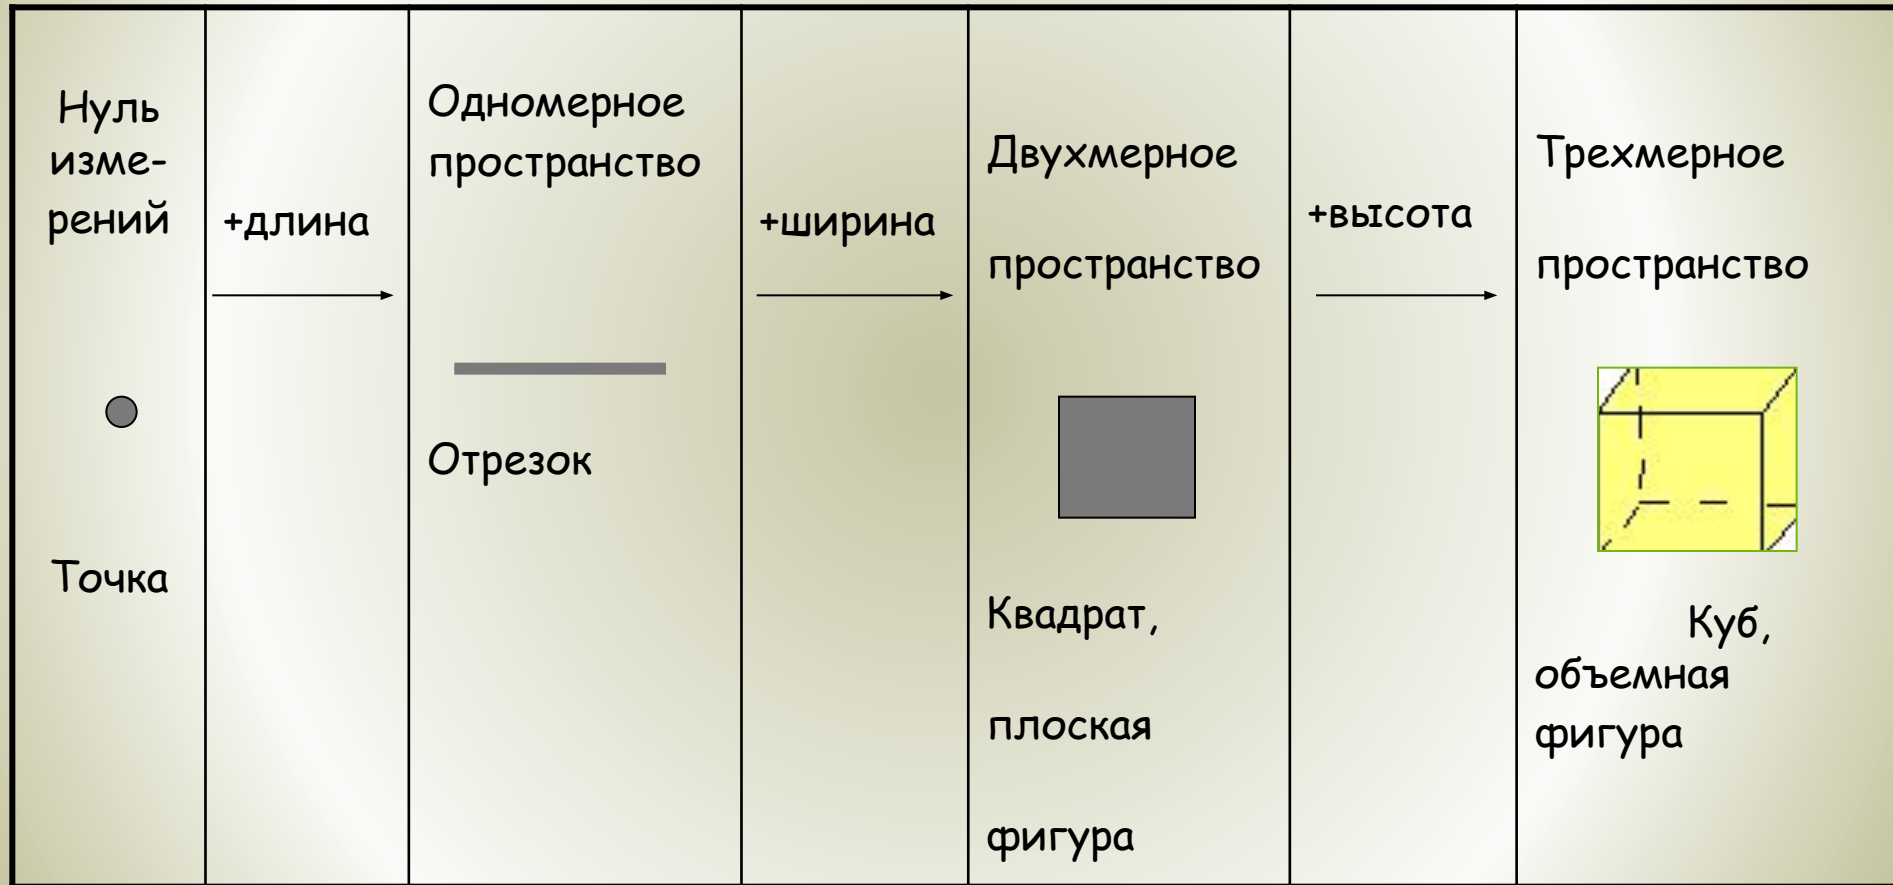 Нуль
изме-
рений
Точка
+длина
Одномерное
пространство
Отрезок
+ширина
Двухмерное
пространство
Квадрат,
плоская
фигура
+высота
Трехмерное
пространство
Куб,
объемная
фигура